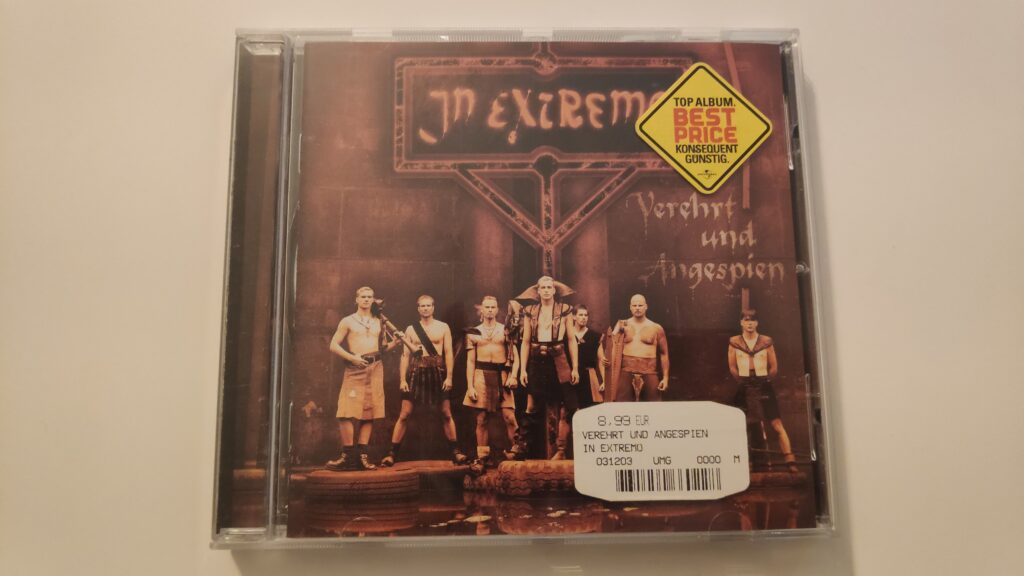 IN EXTREMO
TOP ALBUM.
BEST
PRICE
KONSEQUENT
GÜNSTIG.
UNIVERSAL
Verehrt
und
Angespien
8,99 EUR
VEREHRT UND ANGESPIEN
IN EXTREMO
031203 UMG 0000 M